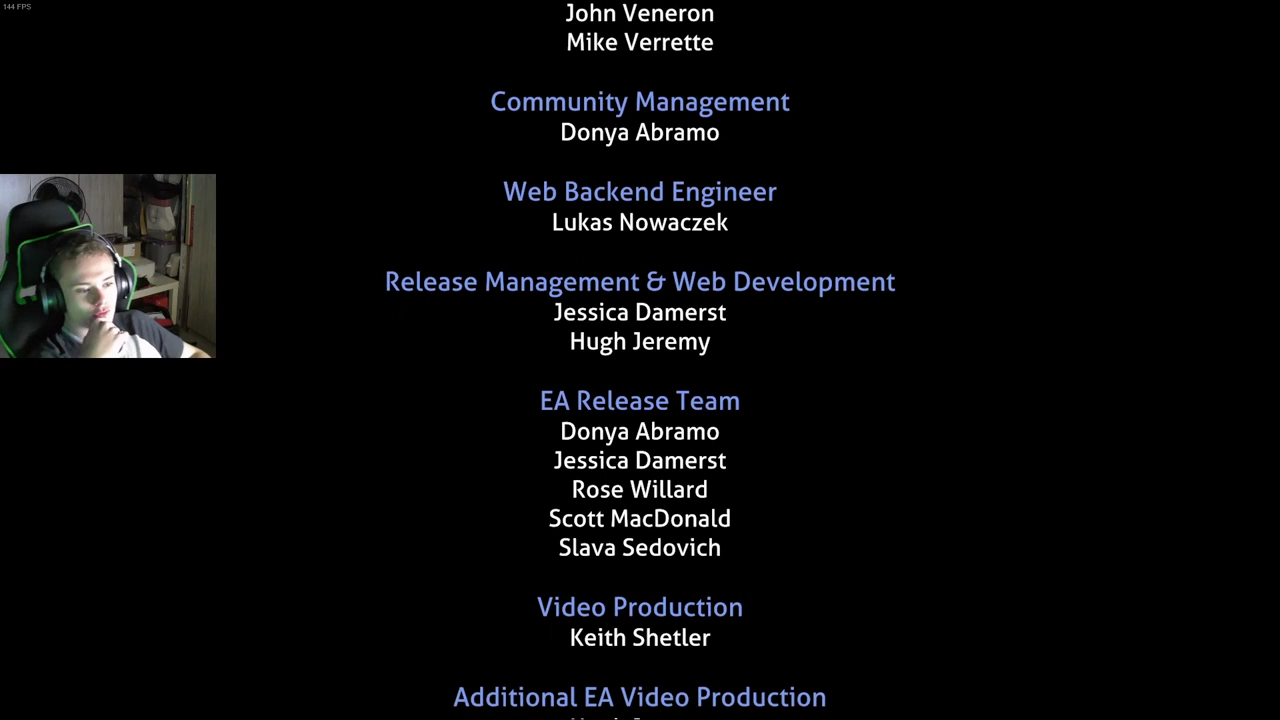 144 FPS
John Veneron
Mike Verrette
Community Management
Donya Abramo
Web Backend Engineer
Lukas Nowaczek
Release Management & Web Development
Jessica Damerst
Hugh Jeremy
EA Release Team
Donya Abramo
Jessica Damerst
Rose Willard
Scott MacDonald
Slava Sedovich
Video Production
Keith Shetler
Additional EA Video Production